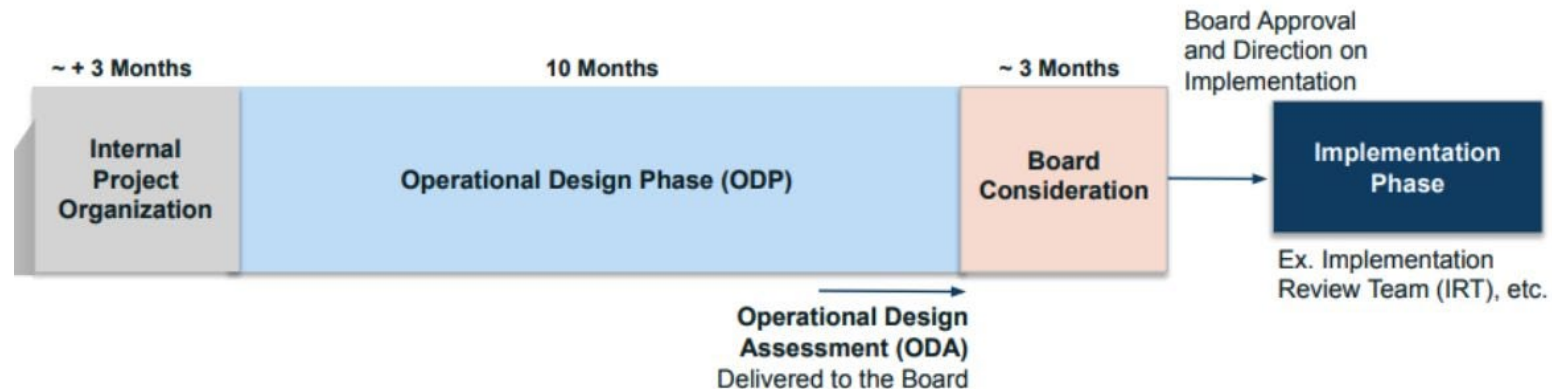 ~ + 3 Months
10 Months
~ 3 Months
Board Approval
and Direction on
Implementation
Internal
Project
Organization
Operational Design Phase (ODP)
Board
Consideration
Implementation
Phase
Ex. Implementation
Review Team (IRT), etc.
Operational Design
Assessment (ODA)
Delivered to the Board